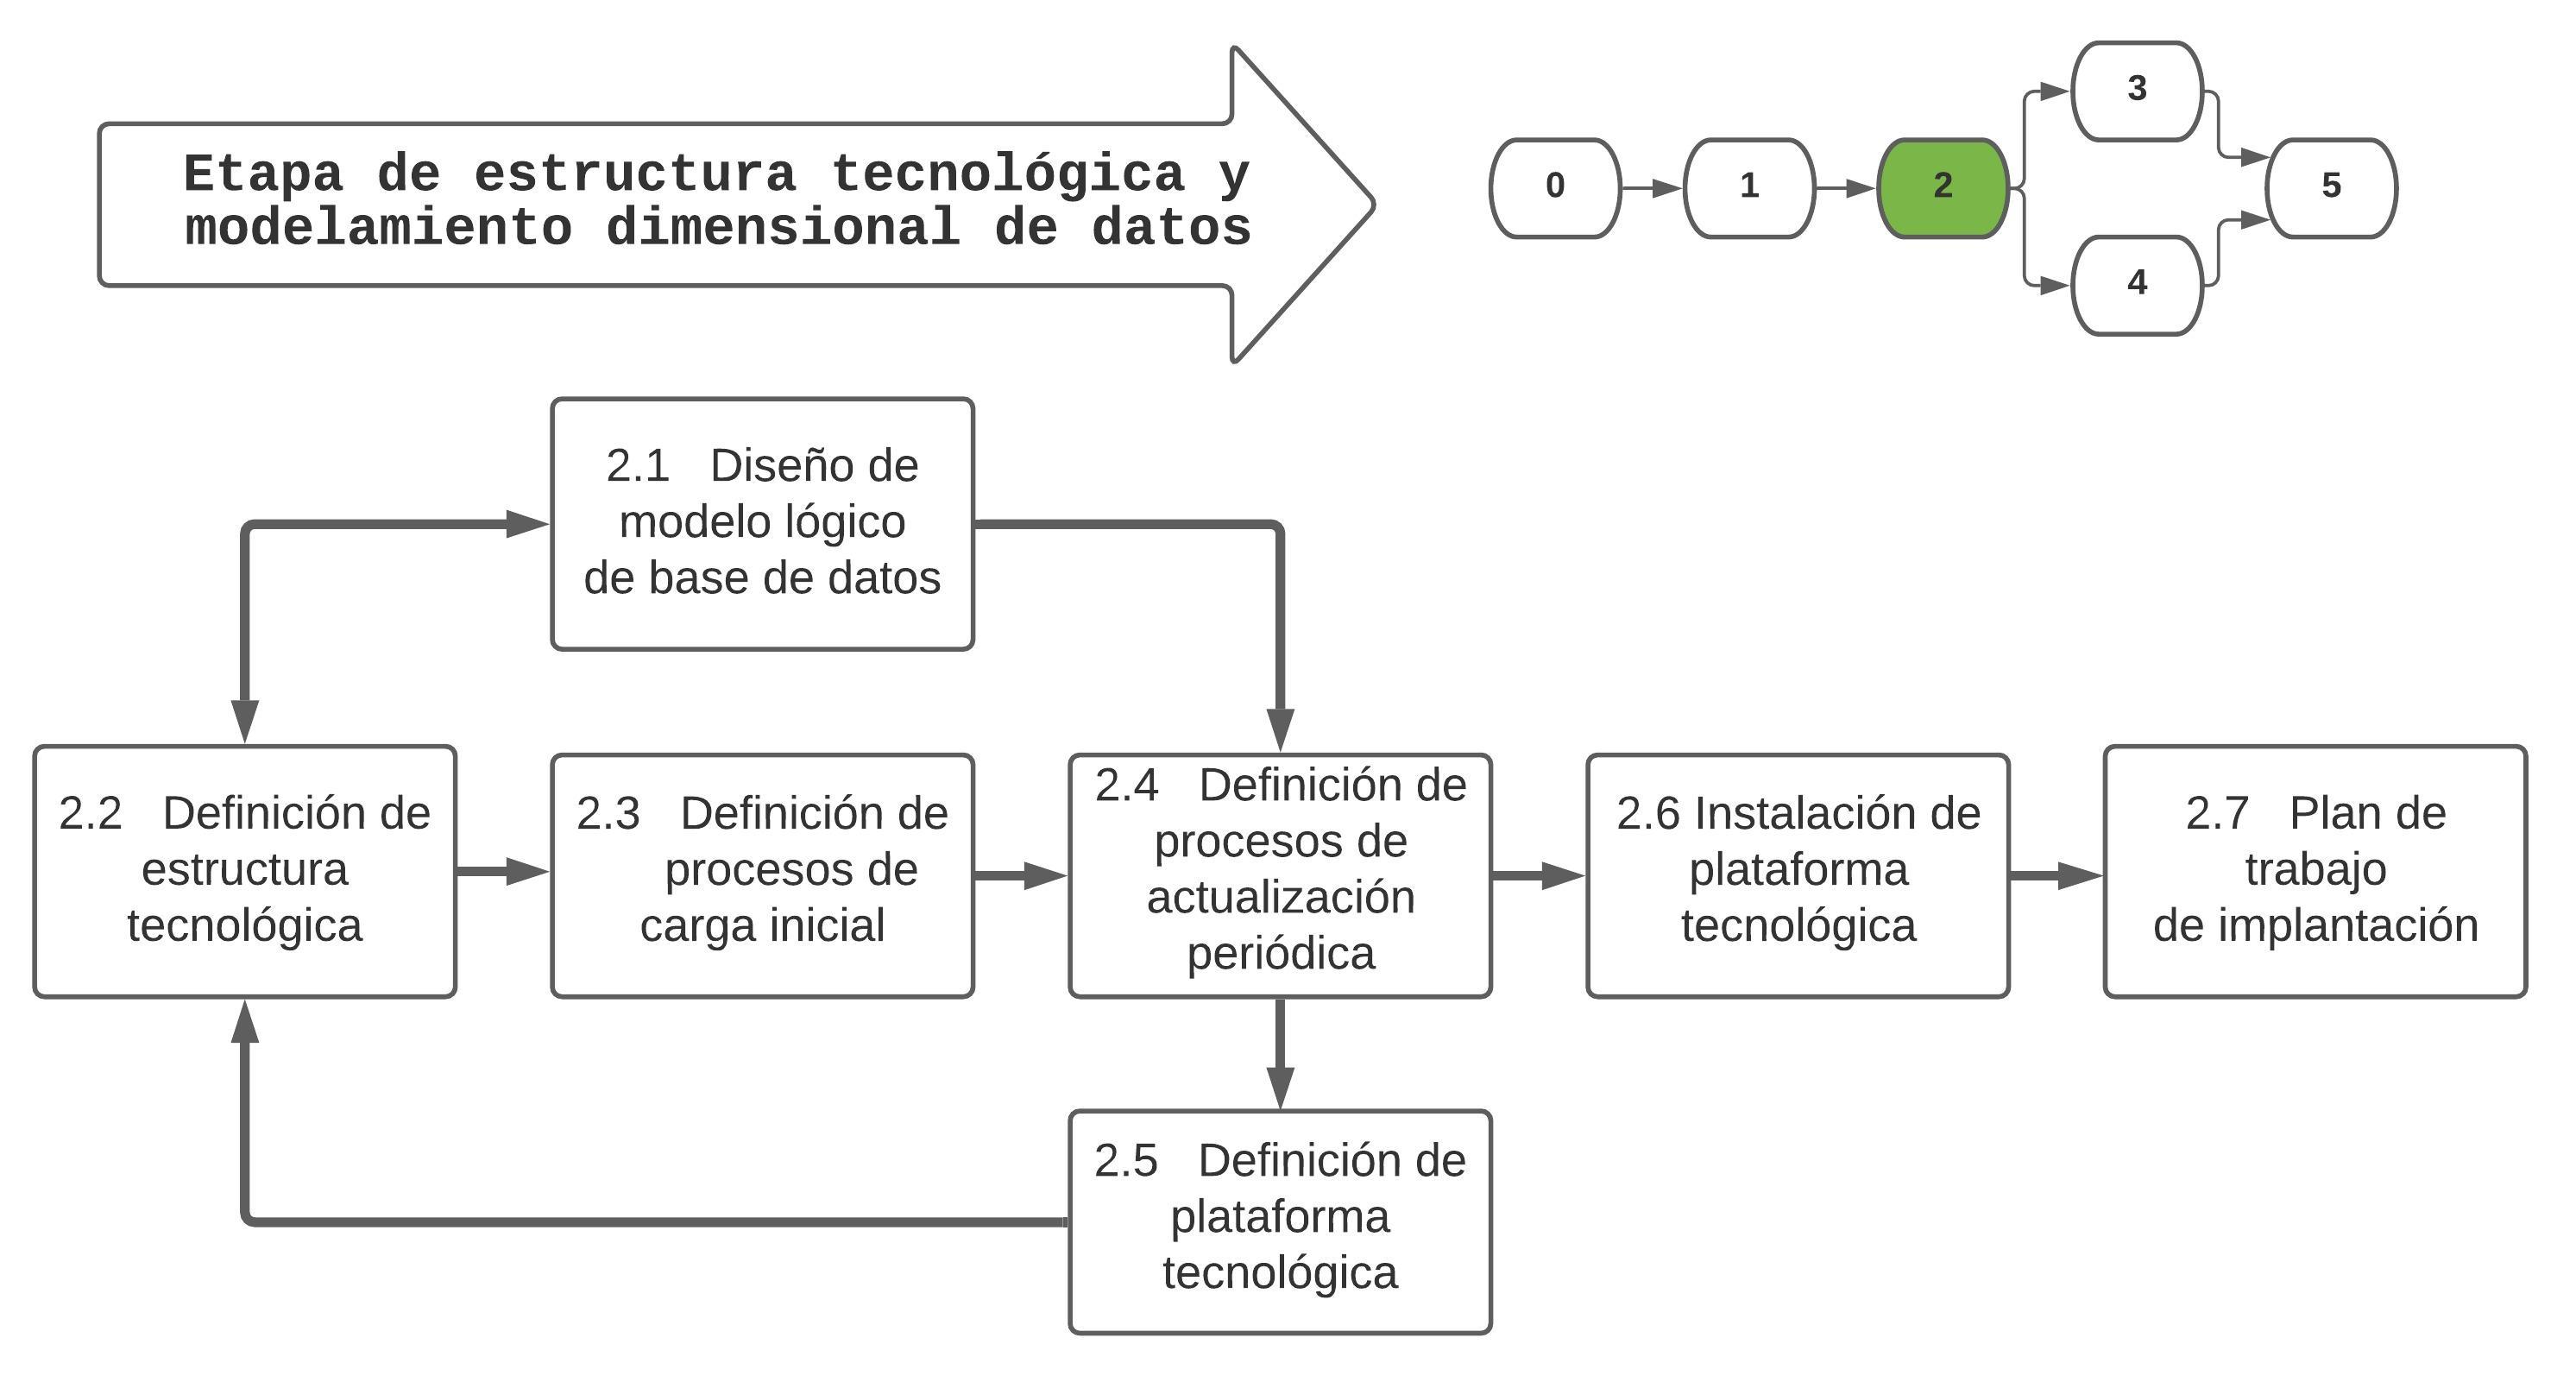 Etapa de estructura tecnológica y
modelamiento dimensional de datos
0
1
2
3
4
5
2.1 Diseño de
modelo lógico
de base de datos
2.2 Definición de
estructura
tecnológica
2.3 Definición de
procesos de
carga inicial
2.4 Definición de
procesos de
actualización
periódica
2.5 Definición de
plataforma
tecnológica
2.6 Instalación de
plataforma
tecnológica
2.7 Plan de
trabajo
de implantación